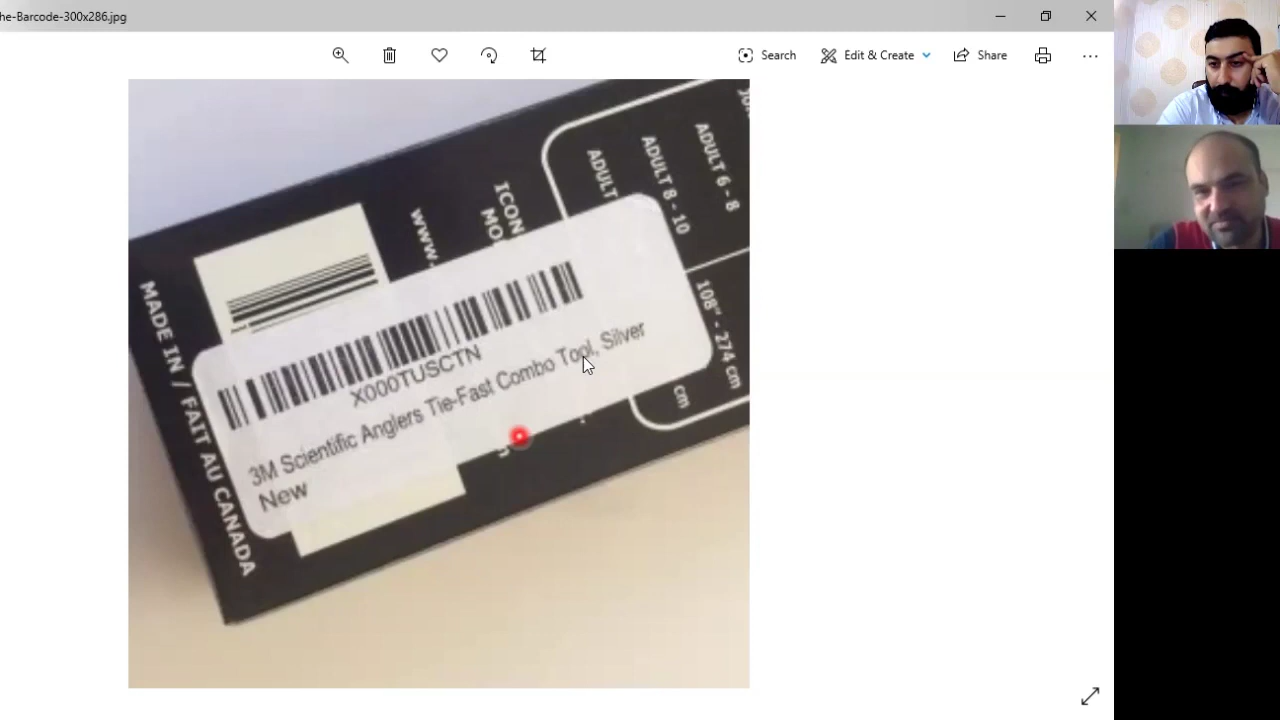 he-Barcode-300x286.jpg
Search
Edit & Create
Share
MADE IN / FAIT AU CANADA
www.
ICON
ADULT
ADULT 8 - 10
ADULT 6 - 8
108" - 274 cm
cm
X000TUSCTN
3M Scientific Anglers Tie-Fast Combo Tool, Silver
New